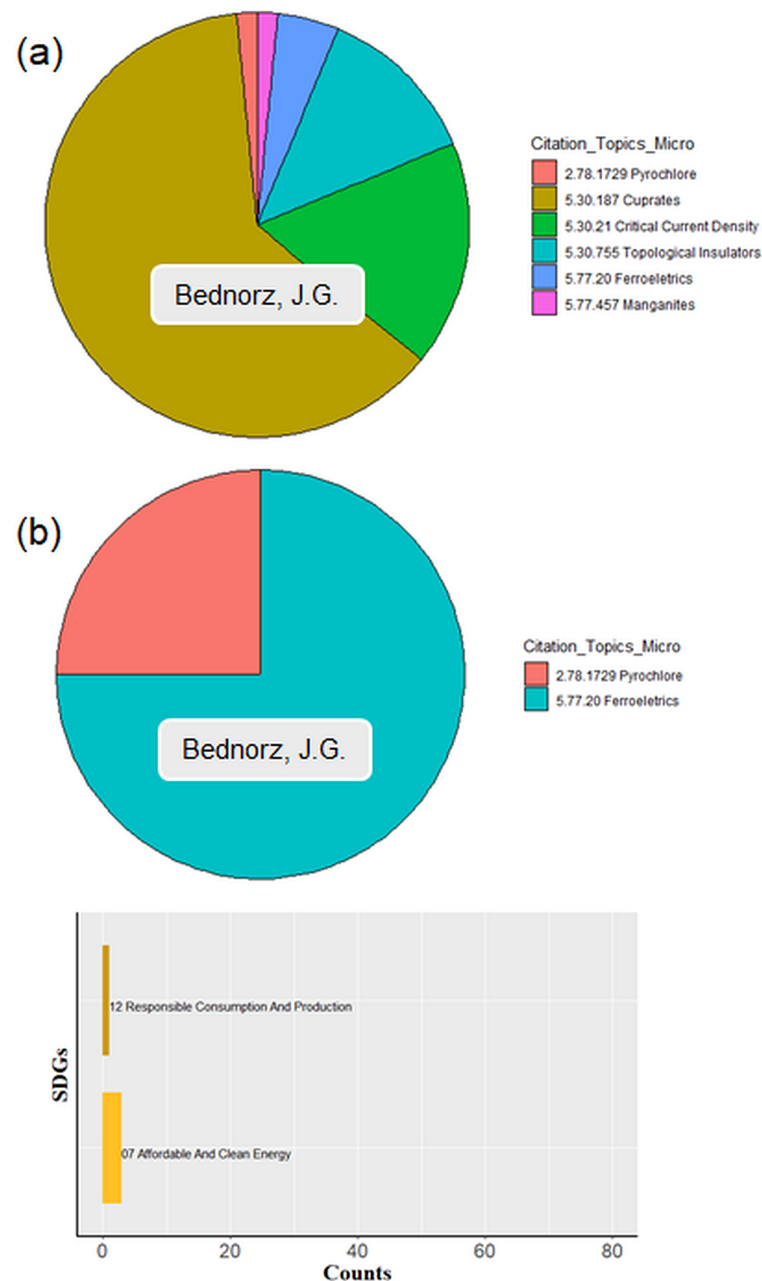 (a)
Citation_Topics_Micro
2.78.1729 Pyrochlore
5.30.187 Cuprates
5.30.21 Critical Current Density
5.30.755 Topological Insulators
5.77.20 Ferroeletrics
5.77.457 Manganites
Bednorz, J.G.
(b)
Citation_Topics_Micro
2.78.1729 Pyrochlore
5.77.20 Ferroeletrics
Bednorz, J.G.
SDGs
12 Responsible Consumption And Production
07 Affordable And Clean Energy
0 20 40 60 80
Counts